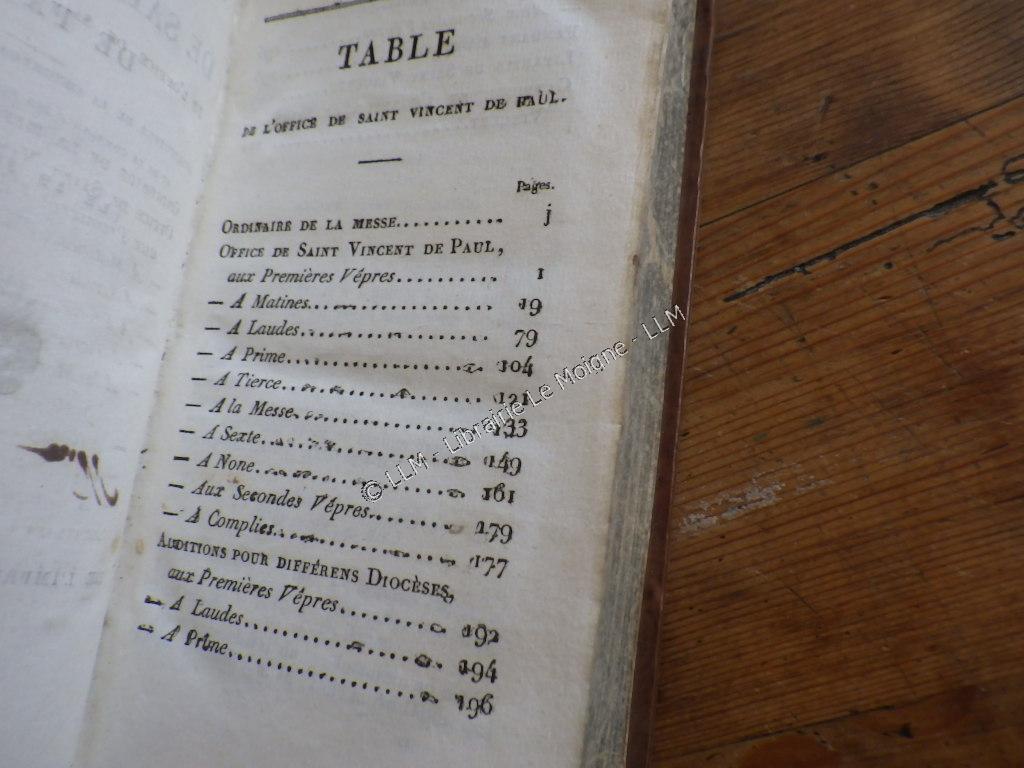 TABLE
DE L'OFFICE DE SAINT VINCENT DE PAUL.
Pages.
ORDINAIRE DE LA MESSE........... j
OFFICE DE SAINT VINCENT DE PAUL,
aux Premières Vêpres.......... 1
— A Matines.................. 19
— A Laudes................... 79
— A Prime.................... 104
— A Tierce................... 121
— A la Messe................. 133
— A Sexte.................... 149
— A None..................... 161
— Aux Secondes Vêpres........ 179
— A Complies................. 177
ADDITIONS POUR DIFFÉRENS DIOCÈSES,
aux Premières Vêpres.......... 192
— A Laudes................... 194
— A Prime.................... 196
© LLM - Librairie Le Moigne - LLM